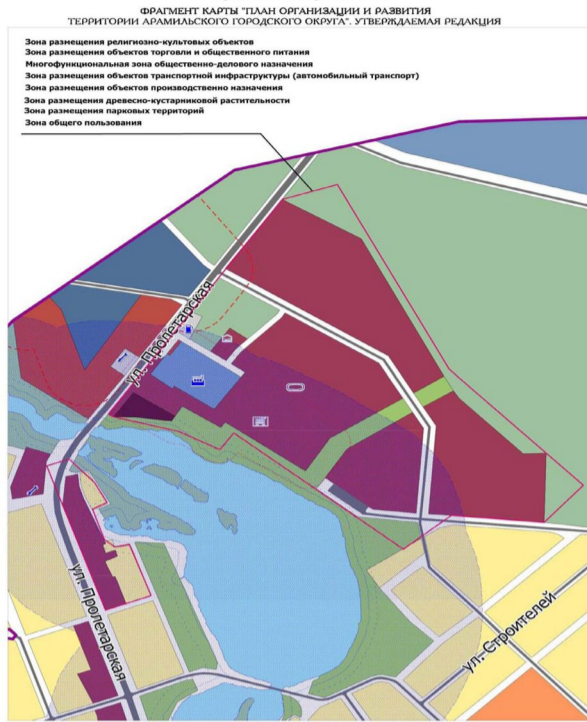 ФРАГМЕНТ КАРТЫ "ПЛАН ОРГАНИЗАЦИИ И РАЗВИТИЯ
ТЕРРИТОРИИ АРАМИЛЬСКОГО ГОРОДСКОГО ОКРУГА". УТВЕРЖДАЕМАЯ РЕДАКЦИЯ
Зона размещения религиозно-культовых объектов
Зона размещения объектов торговли и общественного питания
Многофункциональная зона общественно-делового назначения
Зона размещения объектов транспортной инфраструктуры (автомобильный транспорт)
Зона размещения объектов производственно назначения
Зона размещения древесно-кустарниковой растительности
Зона размещения парковых территорий
Зона общего пользования
ул. Пролетарская
ул. Пролетарская
ул. Строителей